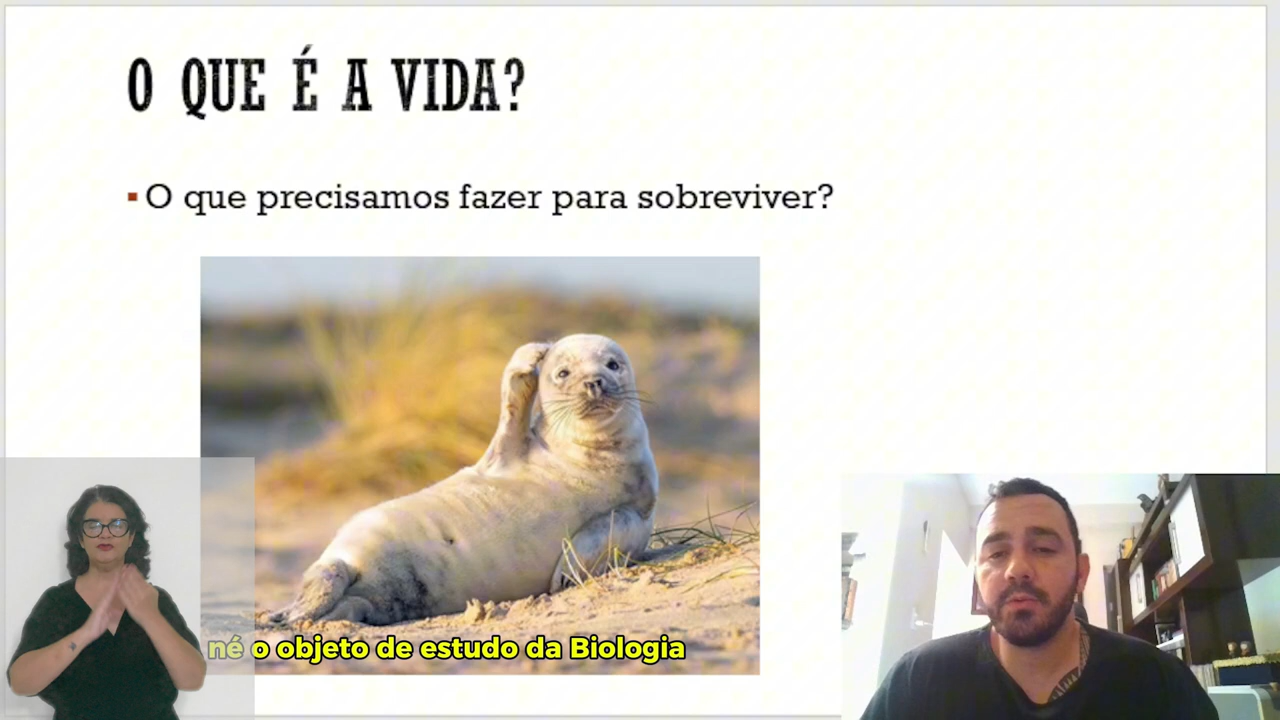 O QUE É A VIDA?
O que precisamos fazer para sobreviver?
né o objeto de estudo da Biologia